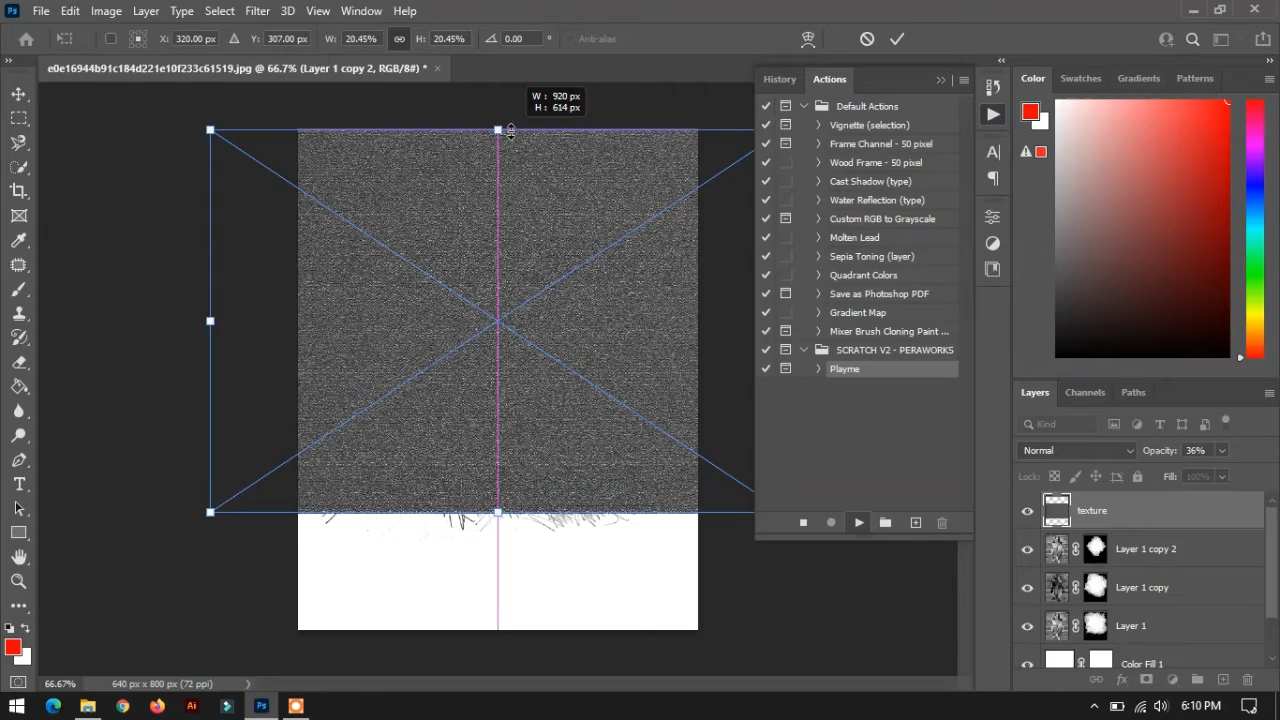 Ps File Edit Image Layer Type Select Filter 3D View Window Help
X: 320.00 px Y: 307.00 px W: 20.45% H: 20.45% 0.00 ° Anti-alias
e0e16944b91c184d221e10f233c61519.jpg @ 66.7% (Layer 1 copy 2, RGB/8#) * ×
W : 920 px
H : 614 px
History Actions
Default Actions
Vignette (selection)
Frame Channel - 50 pixel
Wood Frame - 50 pixel
Cast Shadow (type)
Water Reflection (type)
Custom RGB to Grayscale
Molten Lead
Sepia Toning (layer)
Quadrant Colors
Save as Photoshop PDF
Gradient Map
Mixer Brush Cloning Paint ...
SCRATCH V2 - PERAWORKS
Playme
Color Swatches Gradients Patterns
Layers Channels Paths
Kind
Normal Opacity: 36%
Lock: Fill: 100%
texture
Layer 1 copy 2
Layer 1 copy
Layer 1
Color Fill 1
66.67% 640 px x 800 px (72 ppi)
Ai Ps 6:10 PM